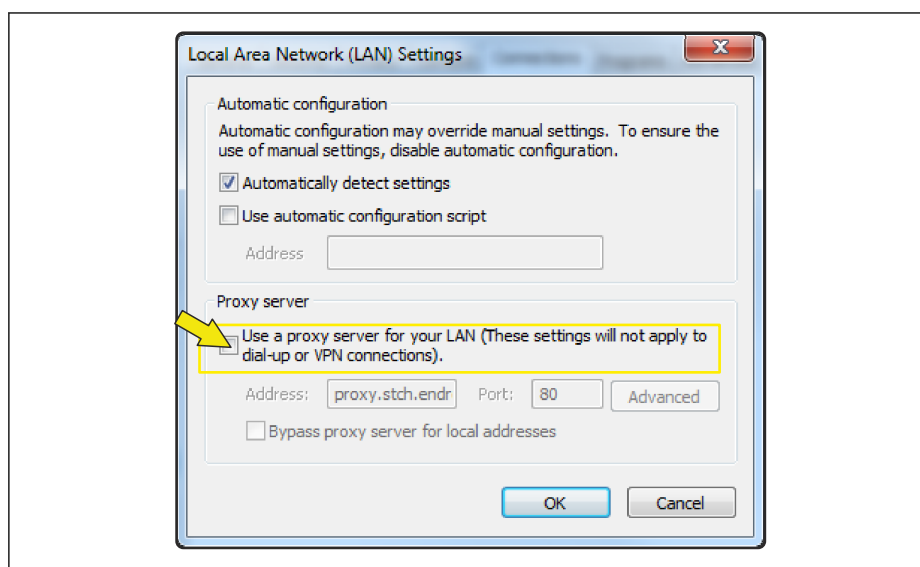 Local Area Network (LAN) Settings
Automatic configuration
Automatic configuration may override manual settings. To ensure the
use of manual settings, disable automatic configuration.
Automatically detect settings
Use automatic configuration script
Address
Proxy server
Use a proxy server for your LAN (These settings will not apply to
dial-up or VPN connections).
Address: proxy.stch.endr Port: 80 Advanced
Bypass proxy server for local addresses
OK Cancel